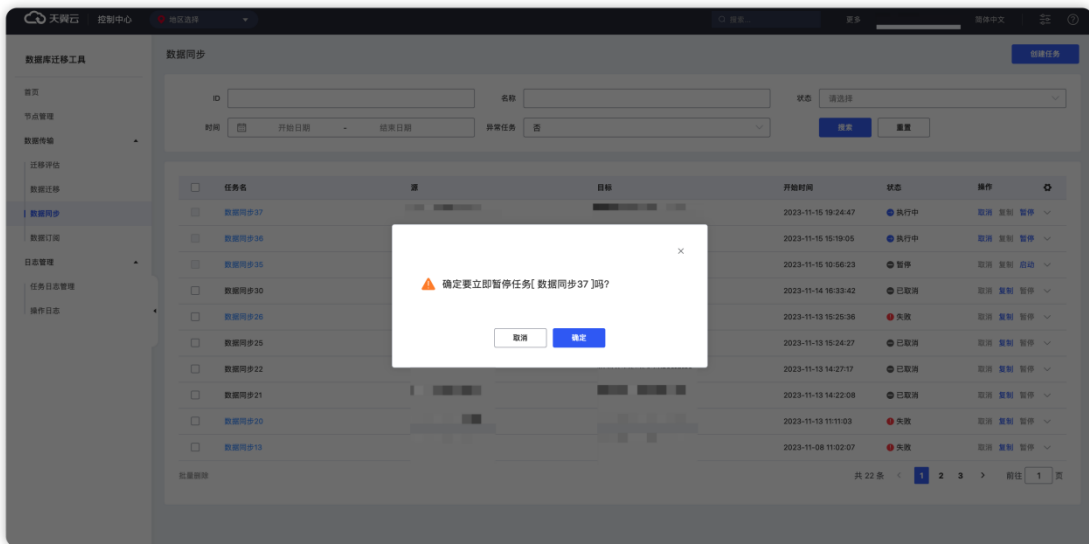 天翼云 控制中心 地区选择 搜索... 更多 简体中文
数据库迁移工具
首页
节点管理
数据传输
迁移评估
数据迁移
数据同步
数据订阅
日志管理
任务日志管理
操作日志
数据同步 创建任务
ID 名称 状态 请选择
时间 开始日期 - 结束日期 异常任务 否 搜索 重置
任务名 源 目标 开始时间 状态 操作
数据同步37 2023-11-15 19:24:47 执行中 取消 复制 暂停
数据同步36 2023-11-15 15:19:05 执行中 取消 复制 暂停
数据同步35 2023-11-15 10:56:23 暂停 取消 复制 启动
数据同步30 2023-11-14 16:33:42 已取消 取消 复制 暂停
数据同步26 2023-11-13 15:25:36 失败 取消 复制 暂停
数据同步25 2023-11-13 15:24:27 已取消 取消 复制 暂停
数据同步22 2023-11-13 14:27:17 已取消 取消 复制 暂停
数据同步21 2023-11-13 14:22:08 已取消 取消 复制 暂停
数据同步20 2023-11-13 11:11:03 失败 取消 复制 暂停
数据同步13 2023-11-08 11:02:07 失败 取消 复制 暂停
批量删除 共 22 条 1 2 3 前往 1 页
确定要立即暂停任务[ 数据同步37 ]吗?
取消 确定